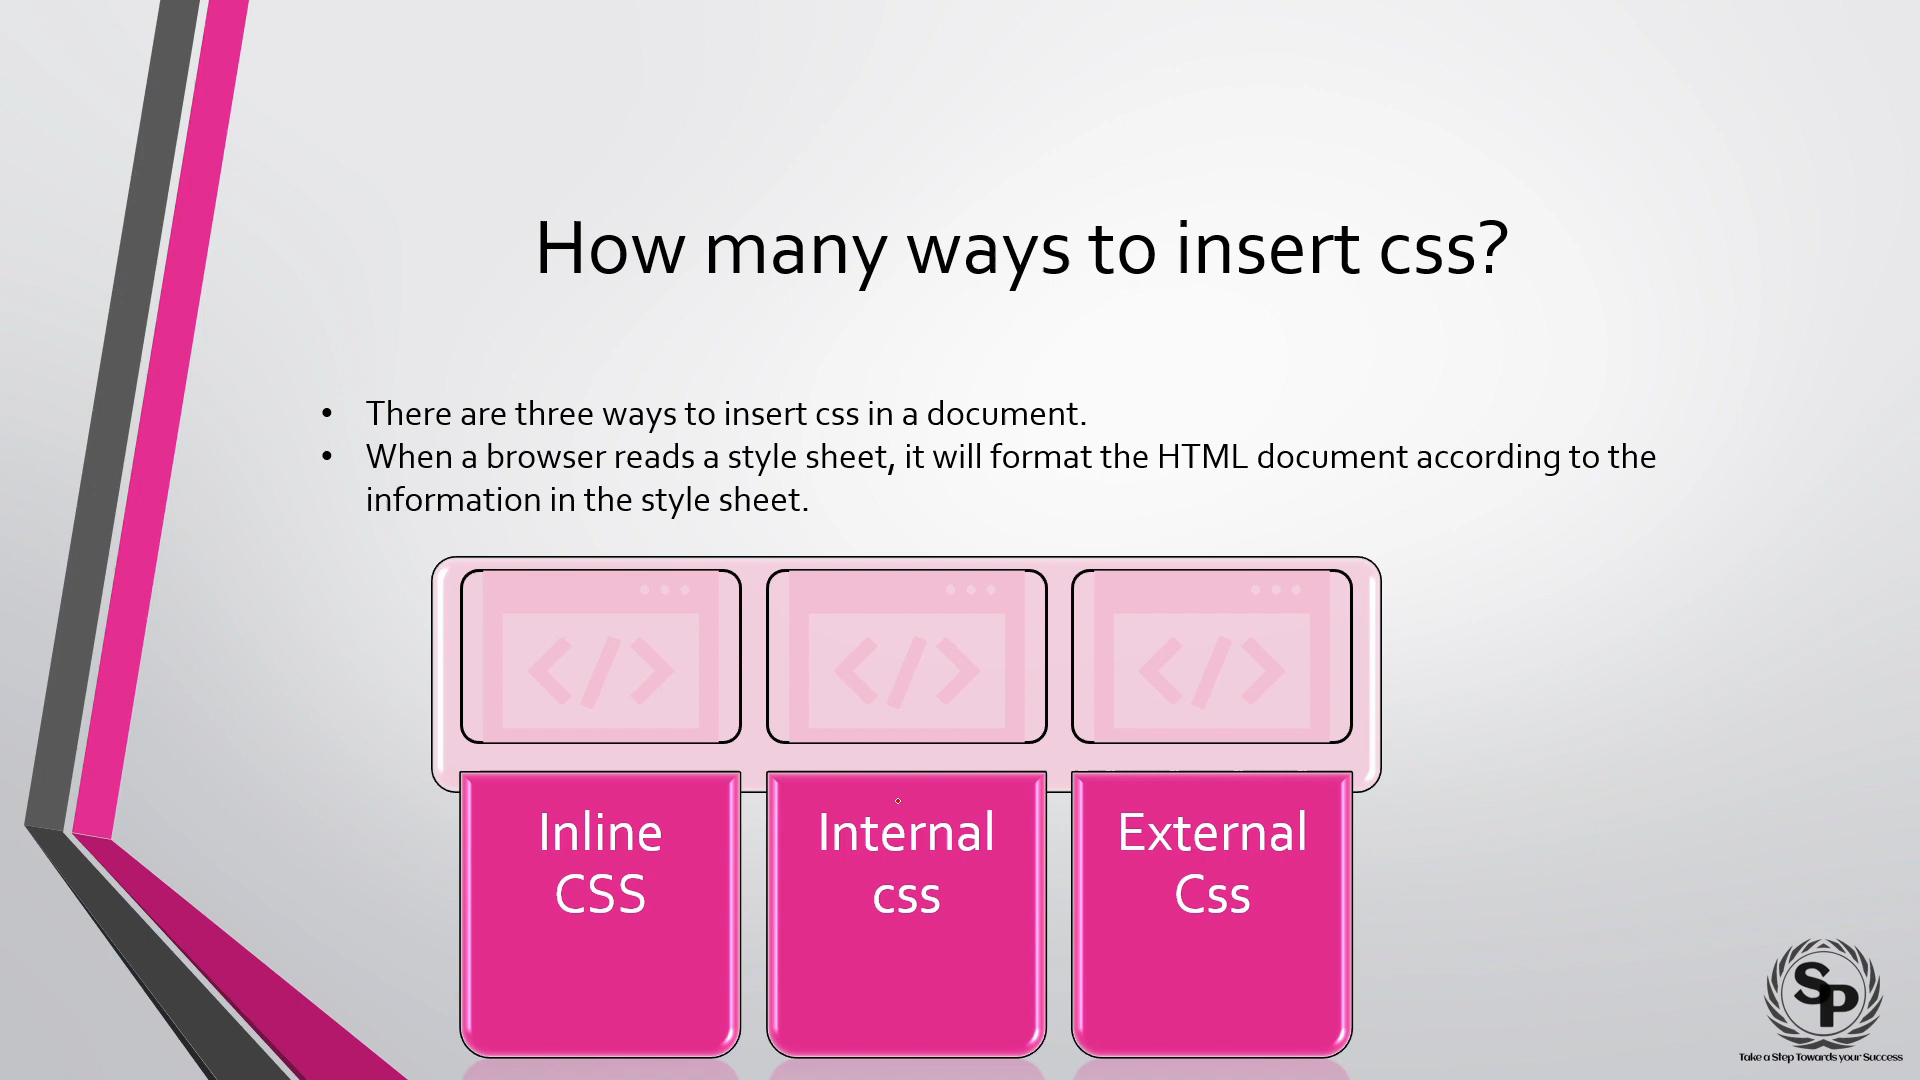 How many ways to insert css?
• There are three ways to insert css in a document.
• When a browser reads a style sheet, it will format the HTML document according to the
information in the style sheet.
</> </> </>
Inline
CSS
Internal
css
External
Css
SP
Take a Step Towards your Success